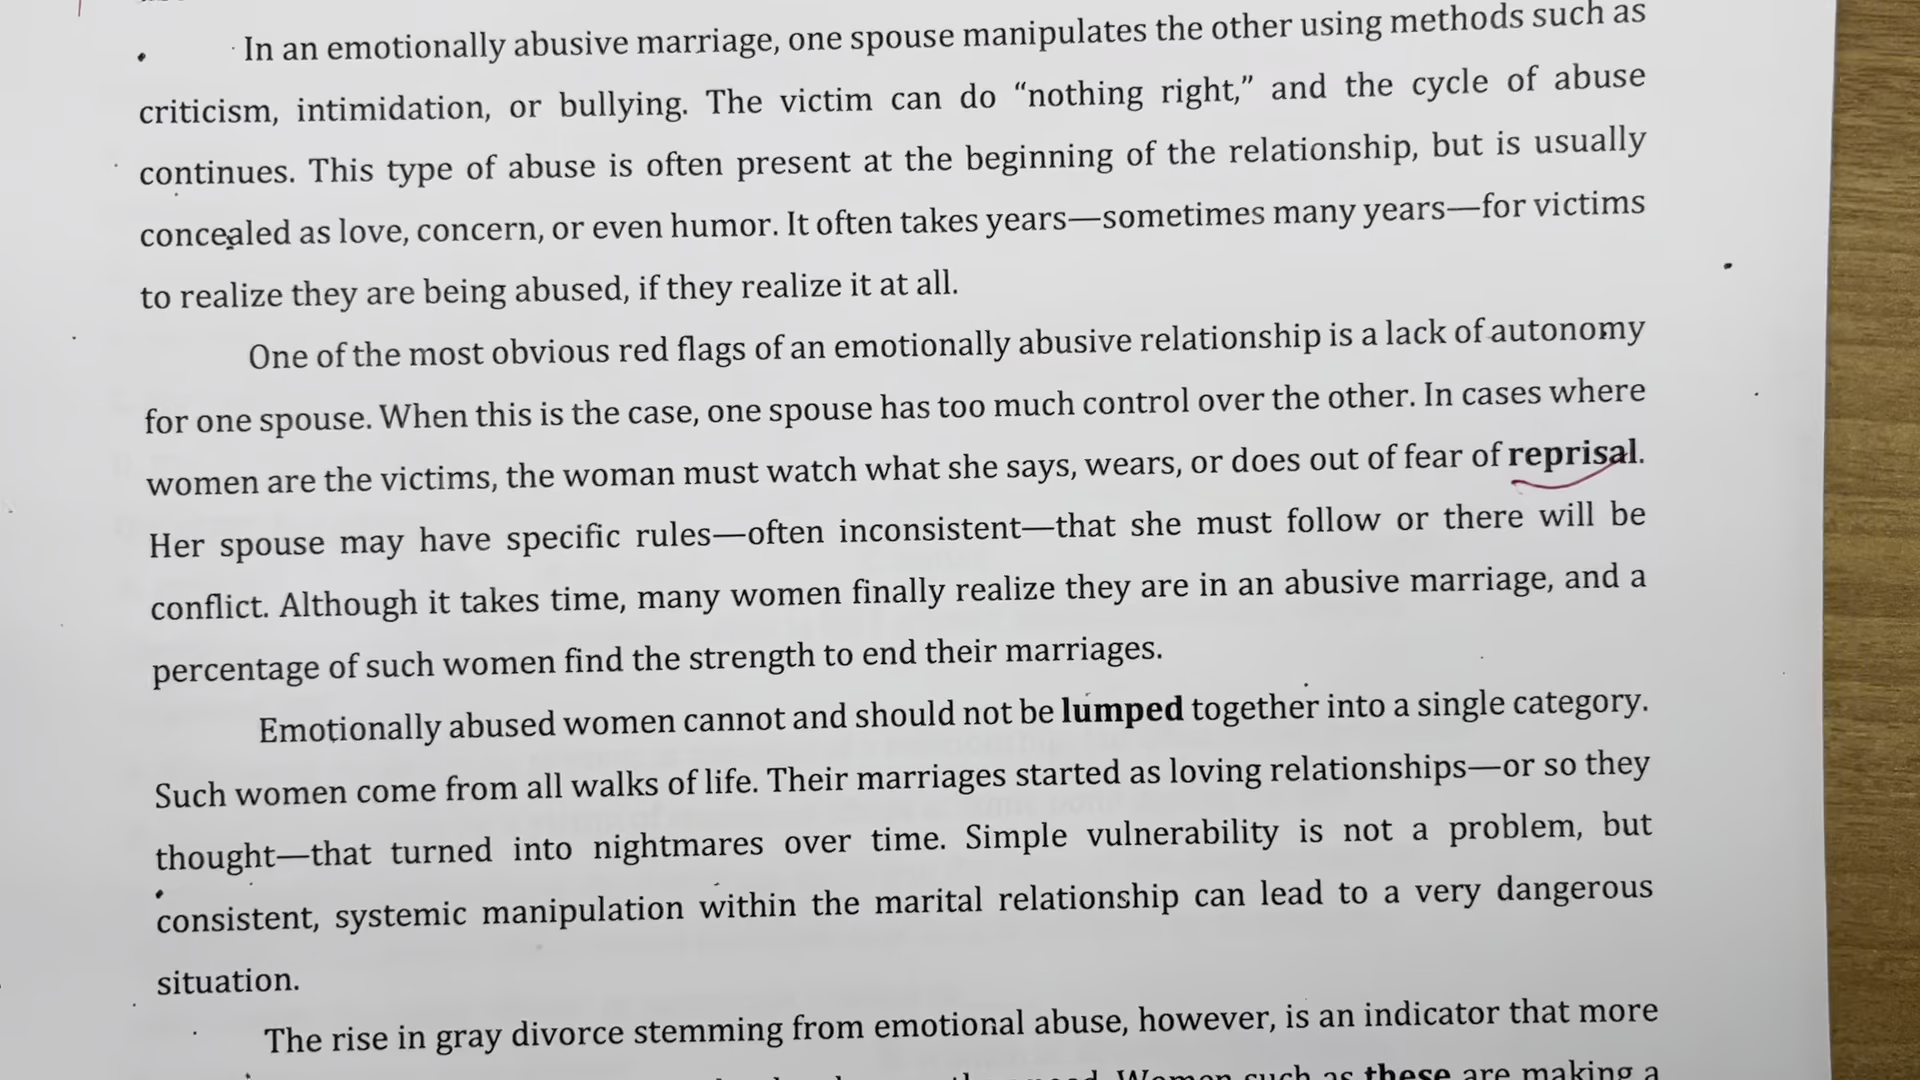 In an emotionally abusive marriage, one spouse manipulates the other using methods such as
criticism, intimidation, or bullying. The victim can do “nothing right,” and the cycle of abuse
continues. This type of abuse is often present at the beginning of the relationship, but is usually
concealed as love, concern, or even humor. It often takes years—sometimes many years—for victims
to realize they are being abused, if they realize it at all.
One of the most obvious red flags of an emotionally abusive relationship is a lack of autonomy
for one spouse. When this is the case, one spouse has too much control over the other. In cases where
women are the victims, the woman must watch what she says, wears, or does out of fear of reprisal.
Her spouse may have specific rules—often inconsistent—that she must follow or there will be
conflict. Although it takes time, many women finally realize they are in an abusive marriage, and a
percentage of such women find the strength to end their marriages.
Emotionally abused women cannot and should not be lumped together into a single category.
Such women come from all walks of life. Their marriages started as loving relationships—or so they
thought—that turned into nightmares over time. Simple vulnerability is not a problem, but
consistent, systemic manipulation within the marital relationship can lead to a very dangerous
situation.
The rise in gray divorce stemming from emotional abuse, however, is an indicator that more
Women such as these are making a